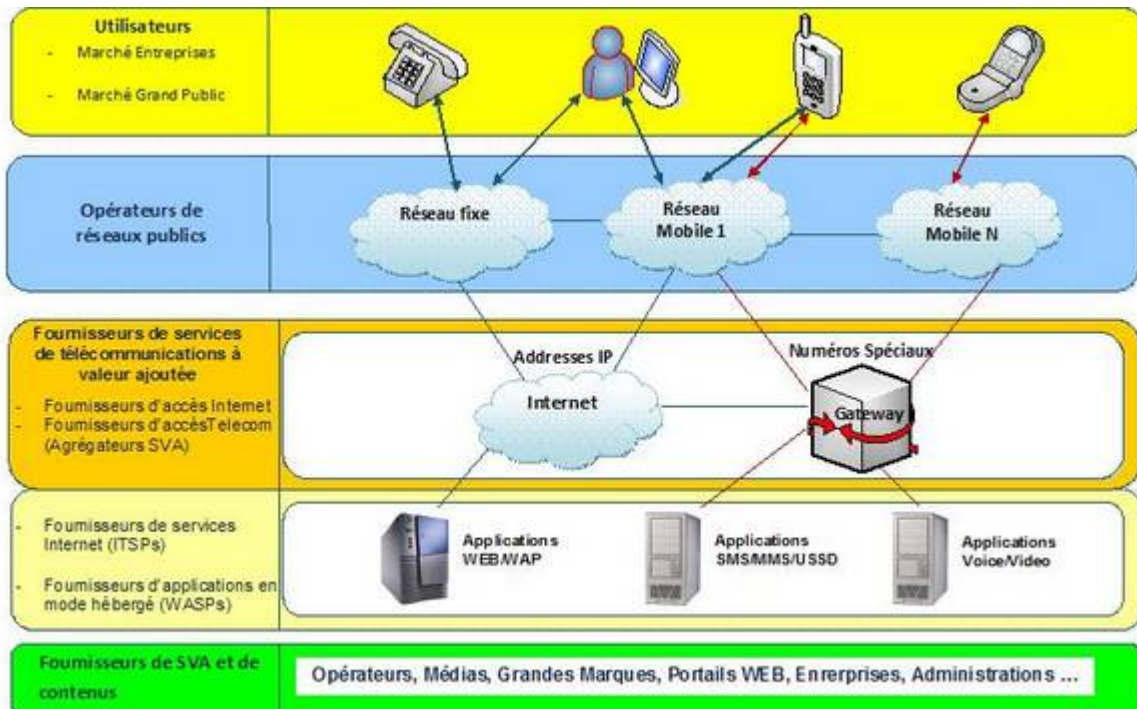 Utilisateurs
- Marché Entreprises
- Marché Grand Public
Opérateurs de
réseaux publics
Réseau fixe
Réseau
Mobile 1
Réseau
Mobile N
Fournisseurs de services
de télécommunications à
valeur ajoutée
- Fournisseurs d'accès Internet
- Fournisseurs d'accèsTelecom
(Agrégateurs SVA)
Addresses IP
Internet
Numéros Spéciaux
Gateway
- Fournisseurs de services
Internet (ITSPs)
- Fournisseurs d'applications en
mode hébergé (WASPs)
Applications
WEB/WAP
Applications
SMS/MMS/USSD
Applications
Voice/Video
Fournisseurs de SVA et de
contenus
Opérateurs, Médias, Grandes Marques, Portails WEB, Enrerprises, Administrations ...